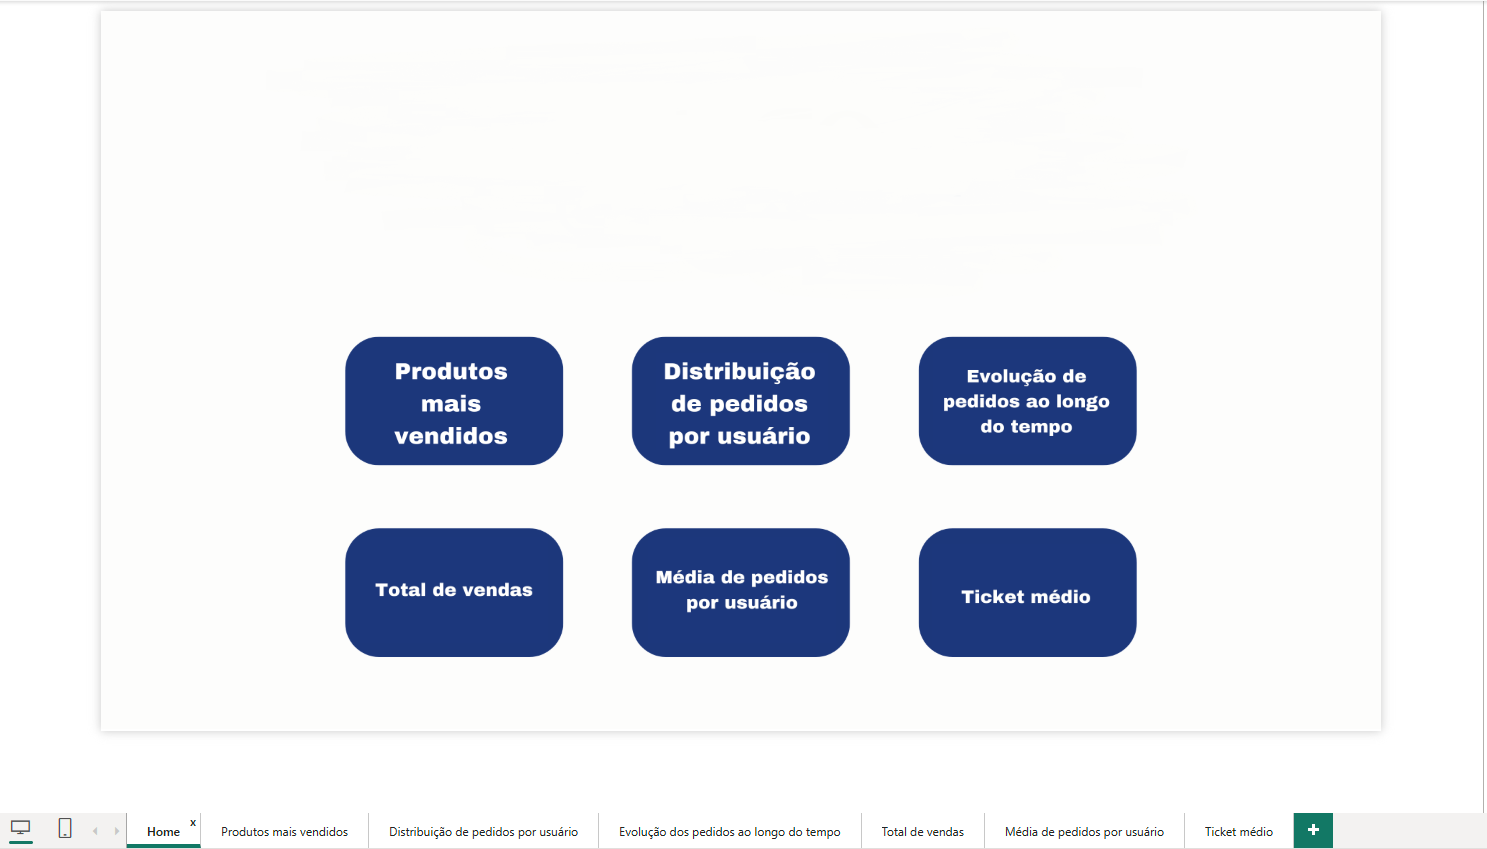 Produtos
mais
vendidos
Distribuição
de pedidos
por usuário
Evolução de
pedidos ao longo
do tempo
Total de vendas
Média de pedidos
por usuário
Ticket médio
Home x
Produtos mais vendidos
Distribuição de pedidos por usuário
Evolução dos pedidos ao longo do tempo
Total de vendas
Média de pedidos por usuário
Ticket médio
+